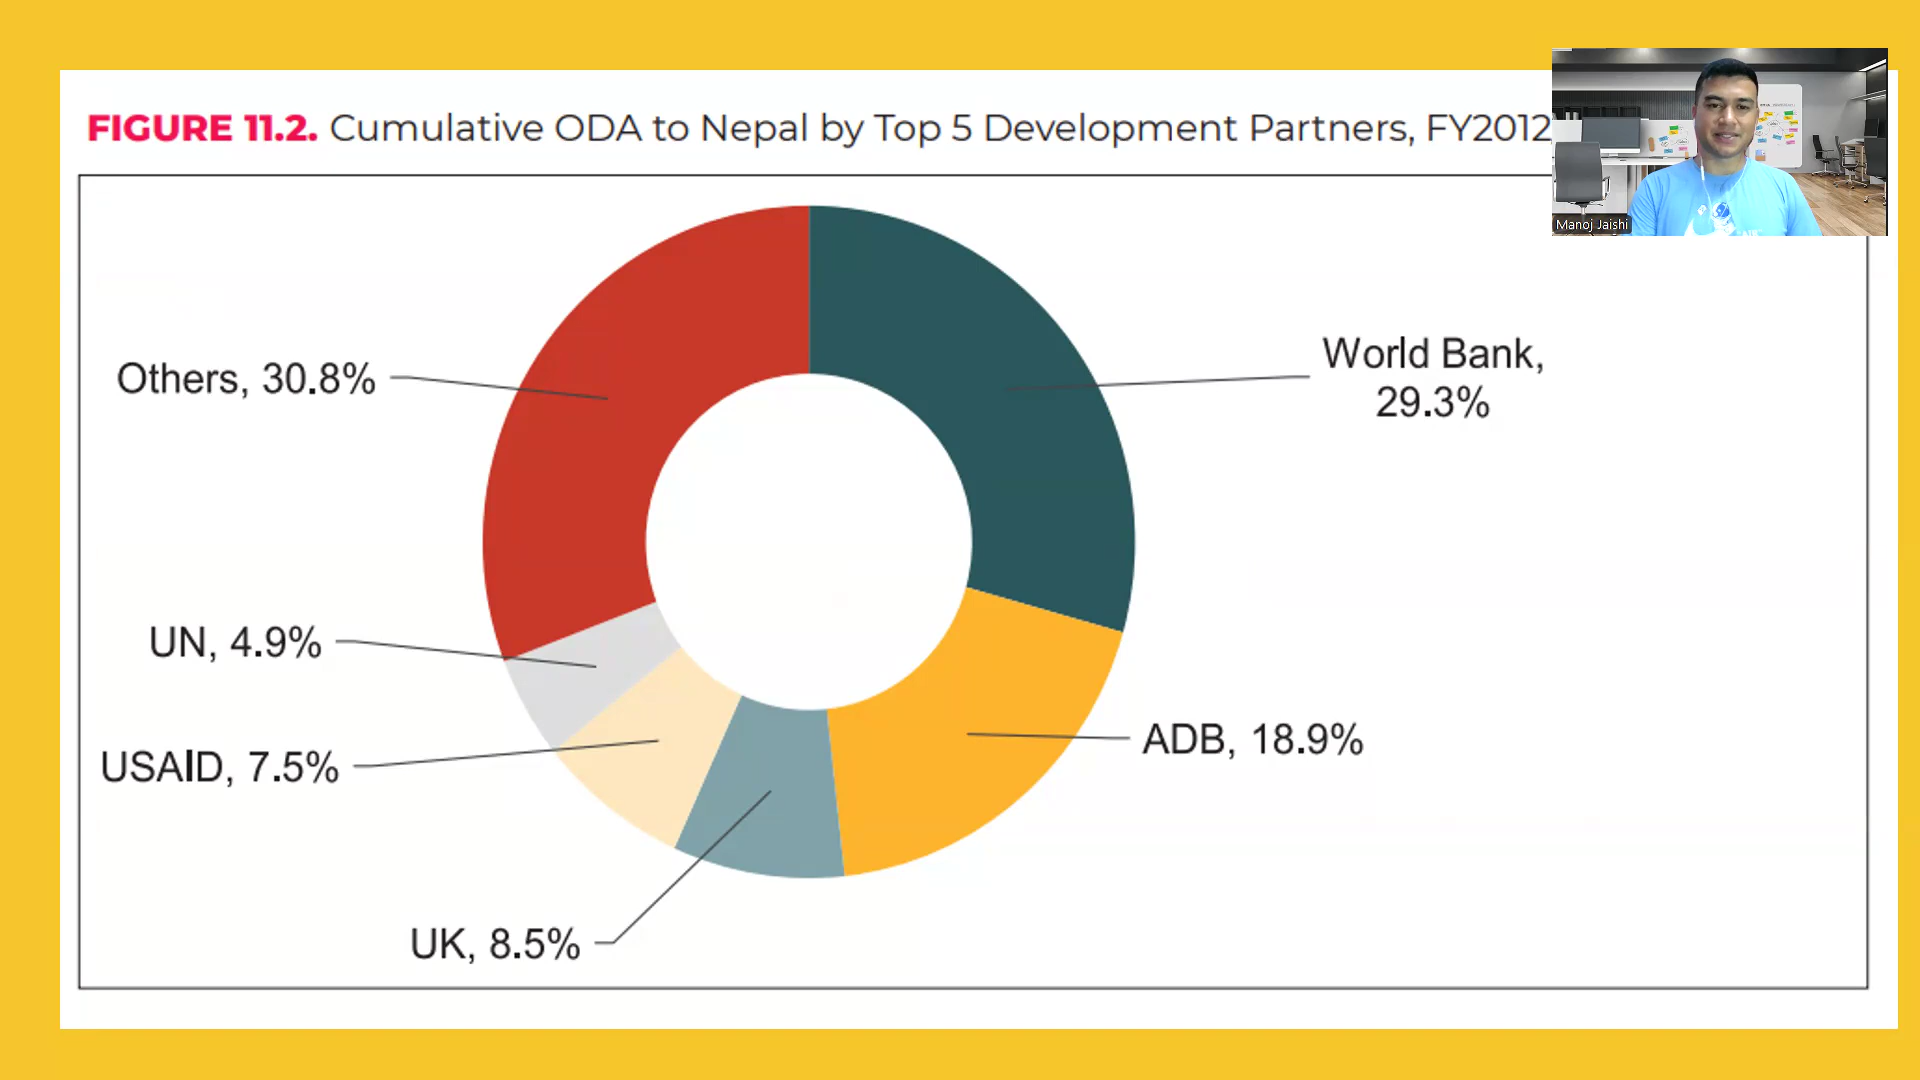 FIGURE 11.2. Cumulative ODA to Nepal by Top 5 Development Partners, FY2012
Manoj Jaishi
World Bank,
29.3%
Others, 30.8%
UN, 4.9%
ADB, 18.9%
USAID, 7.5%
UK, 8.5%